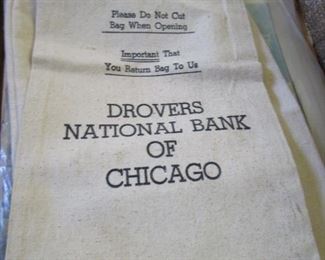 Please Do Not Cut
Bag When Opening
Important That
You Return Bag To Us
DROVERS
NATIONAL BANK
OF
CHICAGO